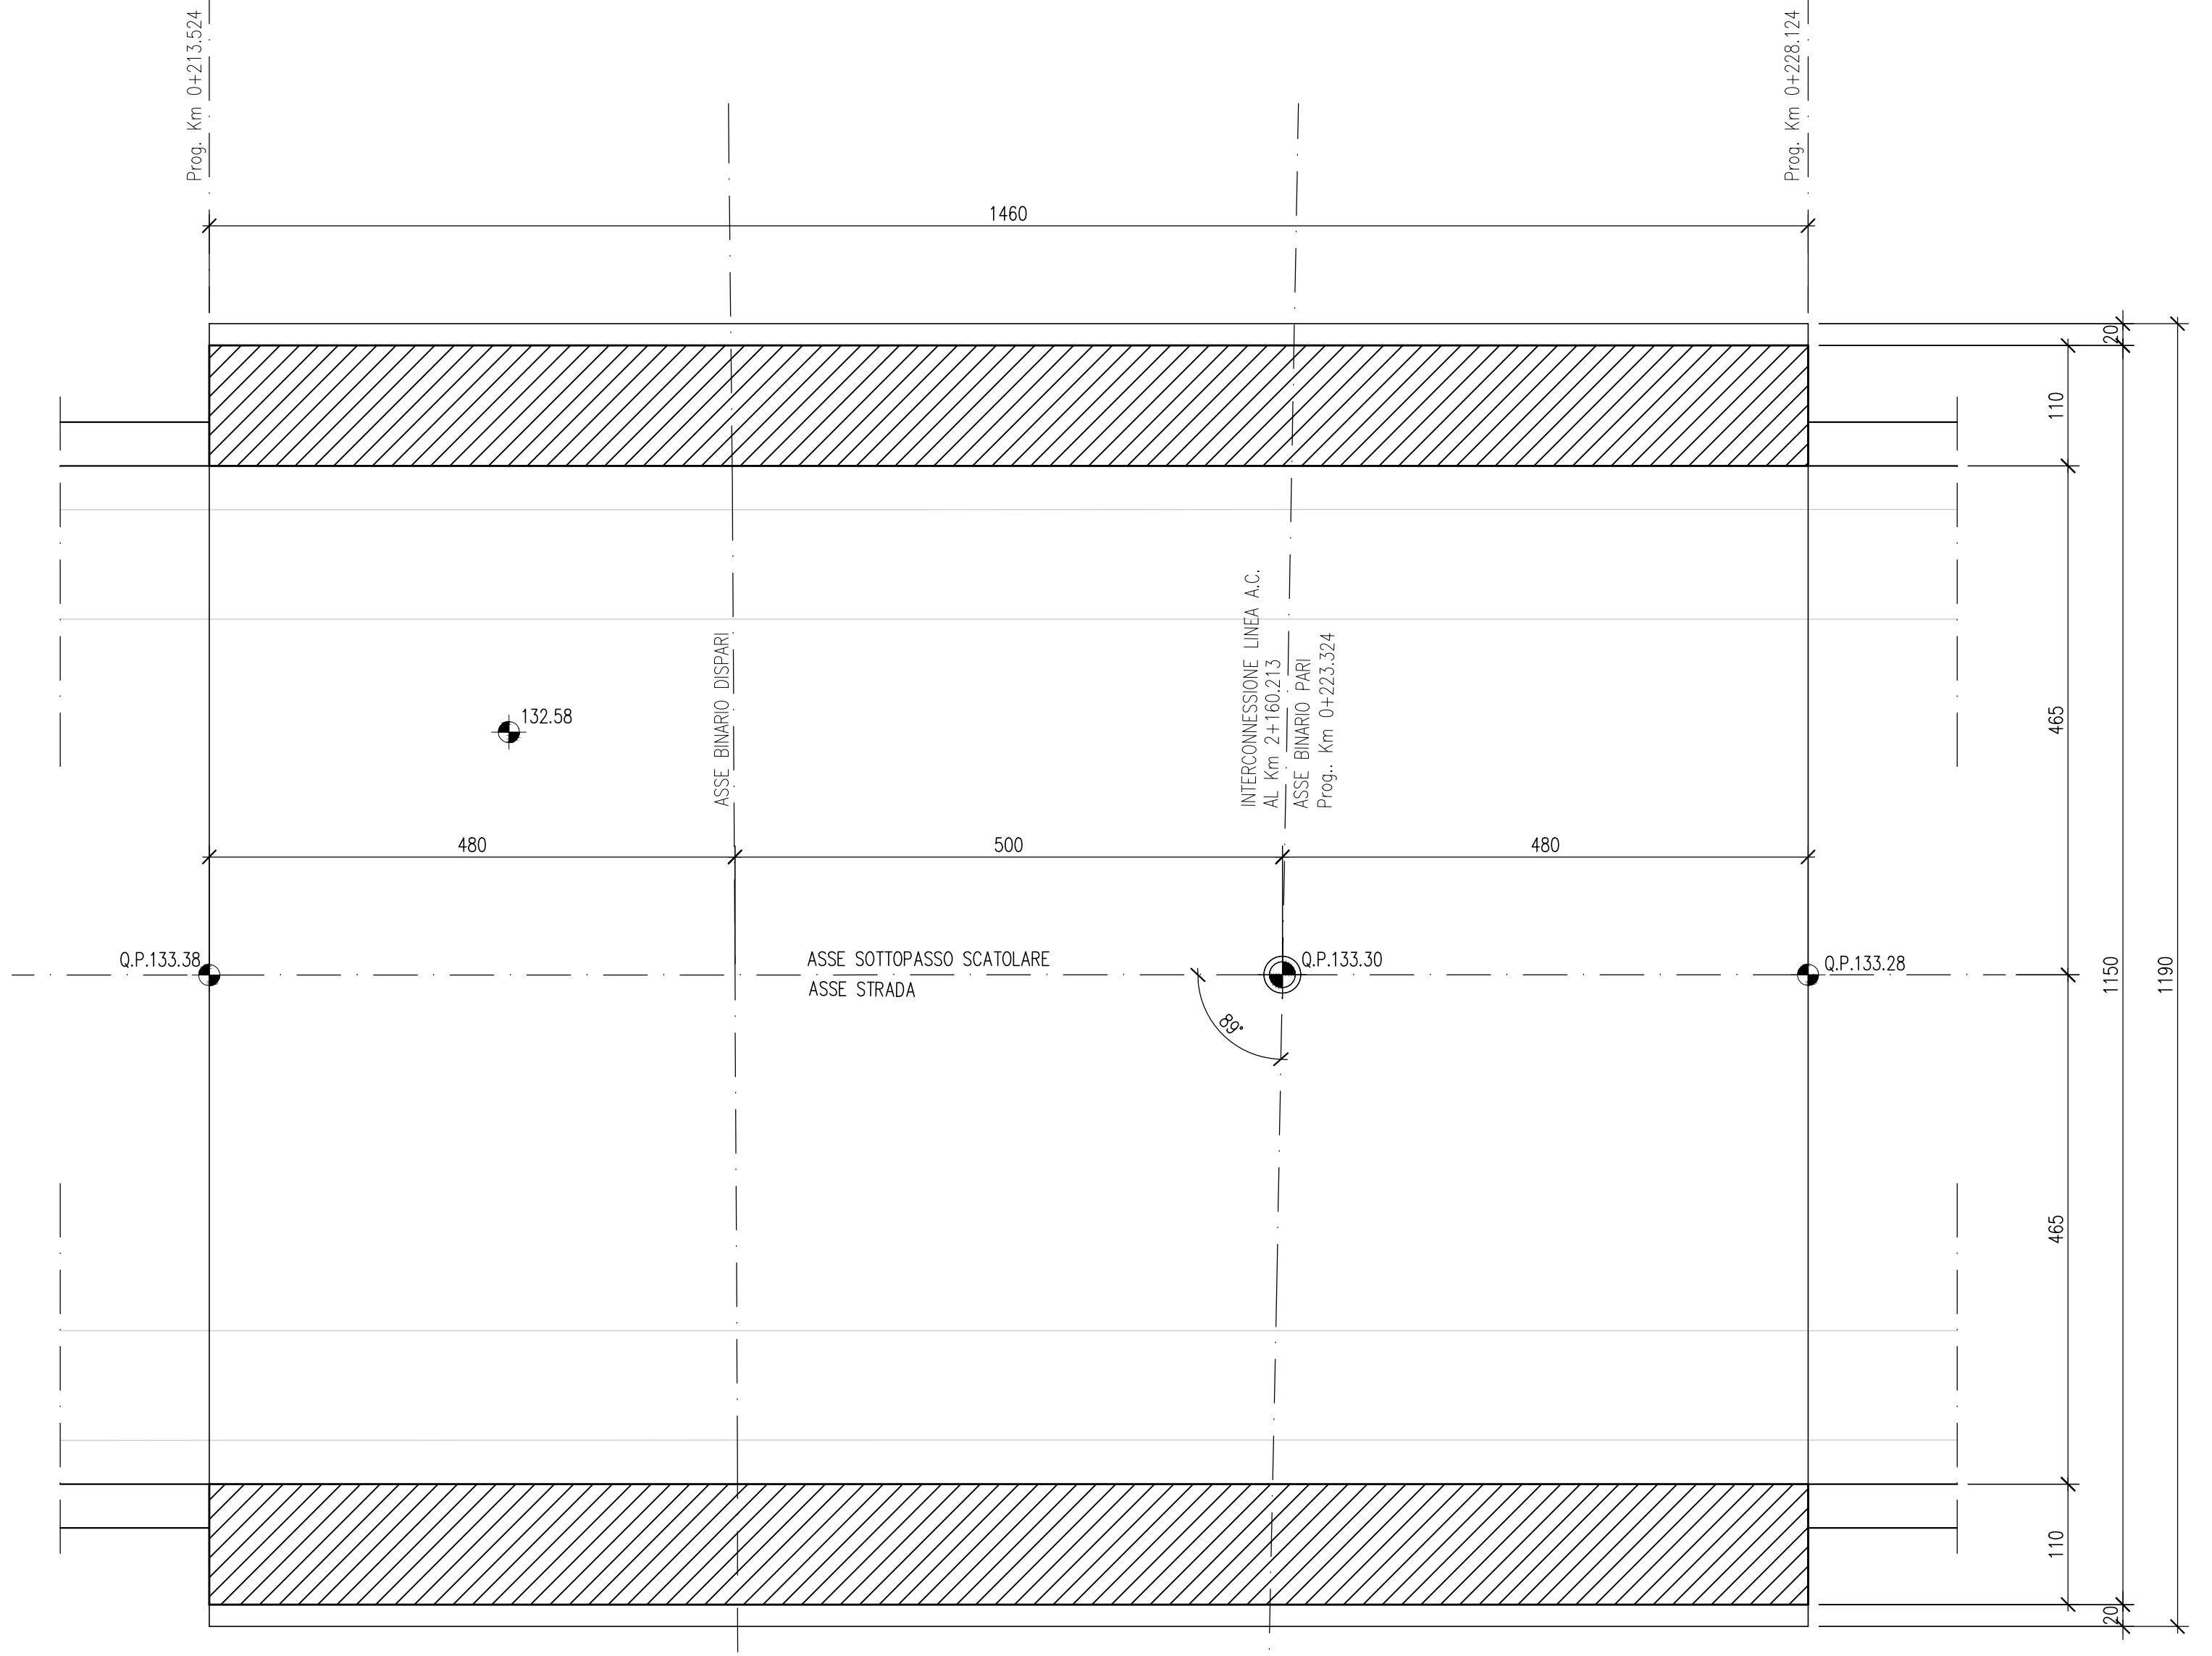 Prog. Km 0+213.524
Prog. Km 0+228.124
1460
20
110
465
INTERCONNESSIONE LINEA A.C.
AL Km 2+160.213
ASSE BINARIO PARI
Prog.. Km 0+223.324
ASSE BINARIO DISPARI
132.58
480
500
480
Q.P.133.38
ASSE SOTTOPASSO SCATOLARE
ASSE STRADA
Q.P.133.30
Q.P.133.28
1150
1190
89°
465
110
20